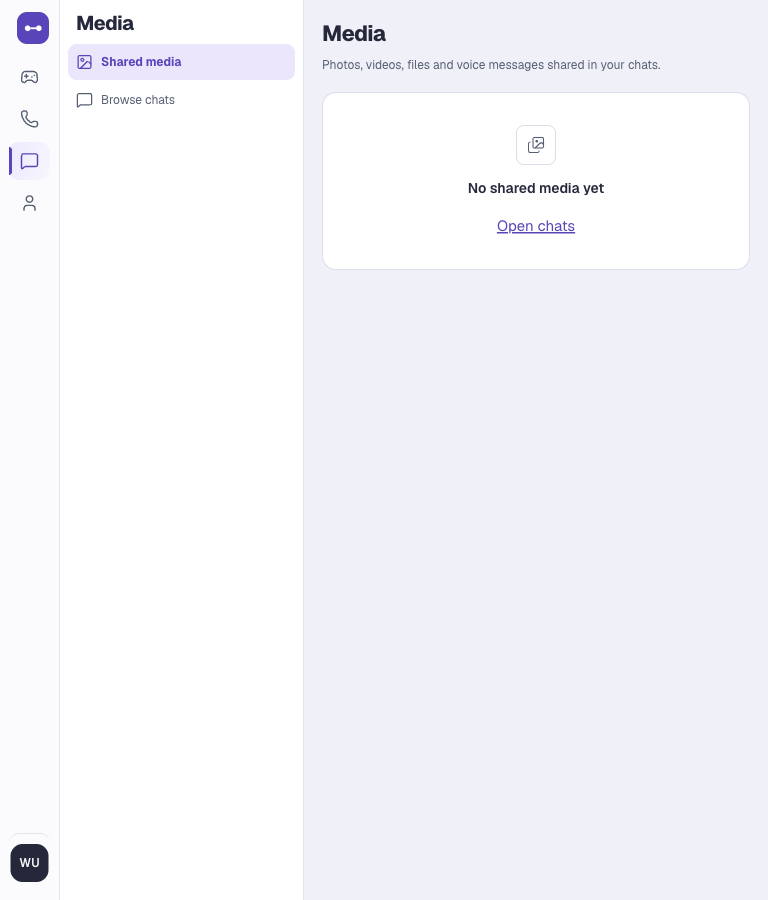 Media
Shared media
Browse chats
WU
Media
Photos, videos, files and voice messages shared in your chats.
No shared media yet
Open chats